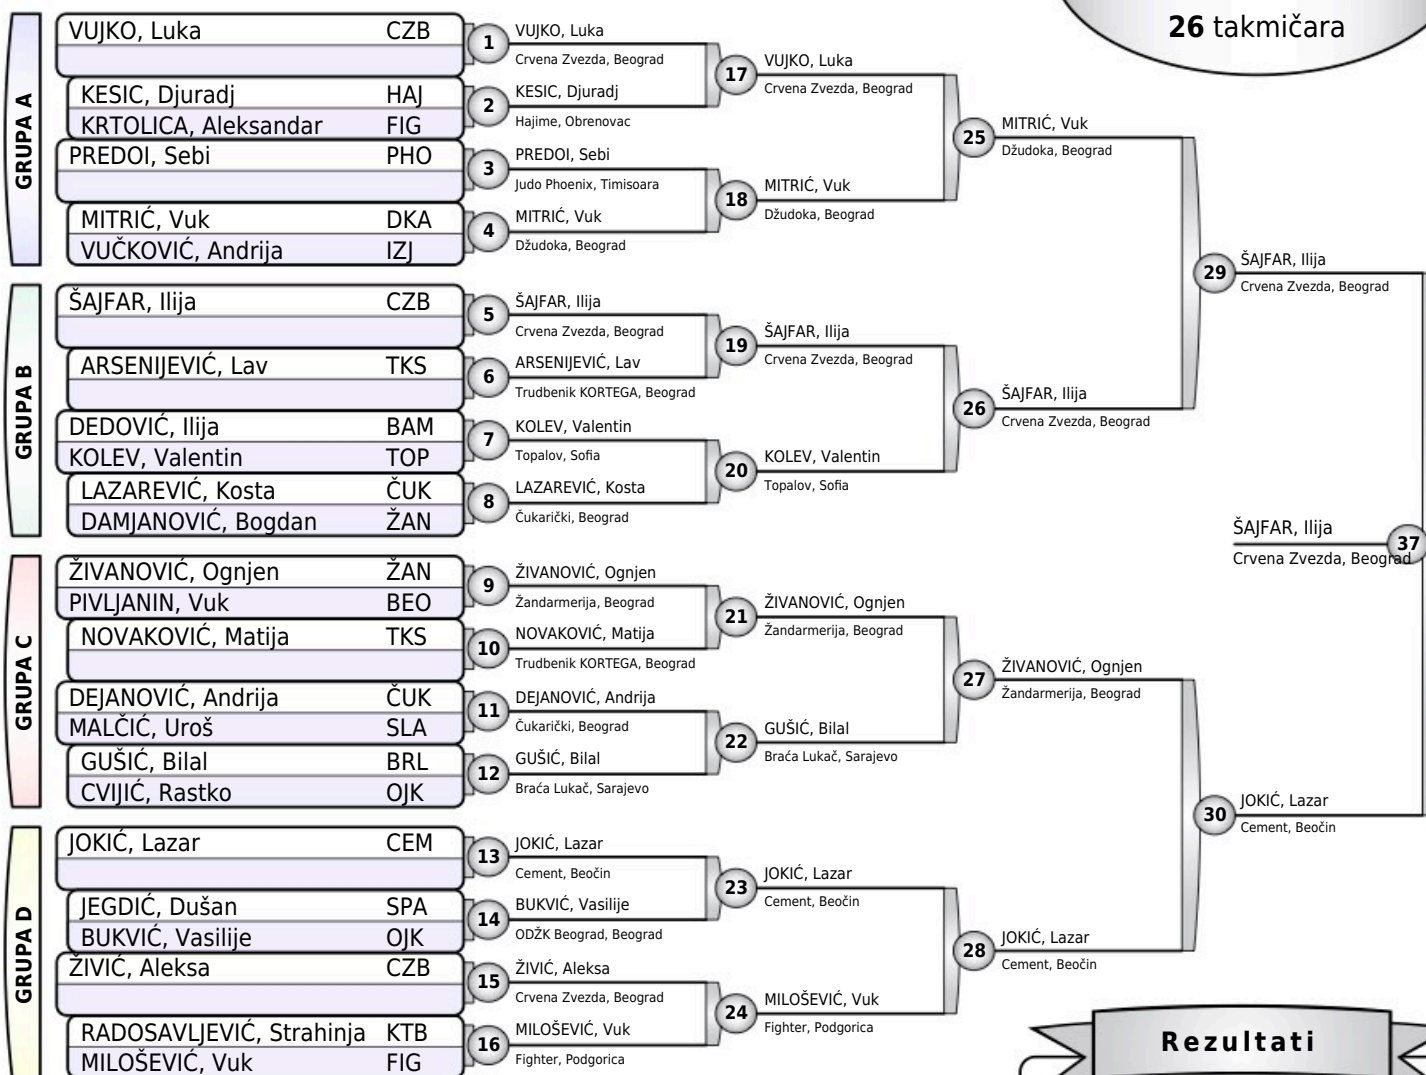 26 takmičara
GRUPA A
VUJKO, Luka CZB
KESIC, Djuradj HAJ
KRTOLICA, Aleksandar FIG
PREDOI, Sebi PHO
MITRIĆ, Vuk DKA
VUČKOVIĆ, Andrija IZJ
GRUPA B
ŠAJFAR, Ilija CZB
ARSENIJEVIĆ, Lav TKS
DEDOVIĆ, Ilija BAM
KOLEV, Valentin TOP
LAZAREVIĆ, Kosta ČUK
DAMJANOVIĆ, Bogdan ŽAN
GRUPA C
ŽIVANOVIĆ, Ognjen ŽAN
PIVLJANIN, Vuk BEO
NOVAKOVIĆ, Matija TKS
DEJANOVIĆ, Andrija ČUK
MALČIĆ, Uroš SLA
GUŠIĆ, Bilal BRL
CVIJIĆ, Rastko OJK
GRUPA D
JOKIĆ, Lazar CEM
JEGDIĆ, Dušan SPA
BUKVIĆ, Vasilije OJK
ŽIVIĆ, Aleksa CZB
RADOSAVLJEVIĆ, Strahinja KTB
MILOŠEVIĆ, Vuk FIG
1 VUJKO, Luka
Crvena Zvezda, Beograd
2 KESIC, Djuradj
Hajime, Obrenovac
3 PREDOI, Sebi
Judo Phoenix, Timisoara
4 MITRIĆ, Vuk
Džudoka, Beograd
5 ŠAJFAR, Ilija
Crvena Zvezda, Beograd
6 ARSENIJEVIĆ, Lav
Trudbenik KORTEGA, Beograd
7 KOLEV, Valentin
Topalov, Sofia
8 LAZAREVIĆ, Kosta
Čukarički, Beograd
9 ŽIVANOVIĆ, Ognjen
Žandarmerija, Beograd
10 NOVAKOVIĆ, Matija
Trudbenik KORTEGA, Beograd
11 DEJANOVIĆ, Andrija
Čukarički, Beograd
12 GUŠIĆ, Bilal
Braća Lukač, Sarajevo
13 JOKIĆ, Lazar
Cement, Beočin
14 BUKVIĆ, Vasilije
ODŽK Beograd, Beograd
15 ŽIVIĆ, Aleksa
Crvena Zvezda, Beograd
16 MILOŠEVIĆ, Vuk
Fighter, Podgorica
17 VUJKO, Luka
Crvena Zvezda, Beograd
18 MITRIĆ, Vuk
Džudoka, Beograd
19 ŠAJFAR, Ilija
Crvena Zvezda, Beograd
20 KOLEV, Valentin
Topalov, Sofia
21 ŽIVANOVIĆ, Ognjen
Žandarmerija, Beograd
22 GUŠIĆ, Bilal
Braća Lukač, Sarajevo
23 JOKIĆ, Lazar
Cement, Beočin
24 MILOŠEVIĆ, Vuk
Fighter, Podgorica
25 MITRIĆ, Vuk
Džudoka, Beograd
26 ŠAJFAR, Ilija
Crvena Zvezda, Beograd
27 ŽIVANOVIĆ, Ognjen
Žandarmerija, Beograd
28 JOKIĆ, Lazar
Cement, Beočin
29 ŠAJFAR, Ilija
Crvena Zvezda, Beograd
30 JOKIĆ, Lazar
Cement, Beočin
ŠAJFAR, Ilija 37
Crvena Zvezda, Beograd
Rezultati